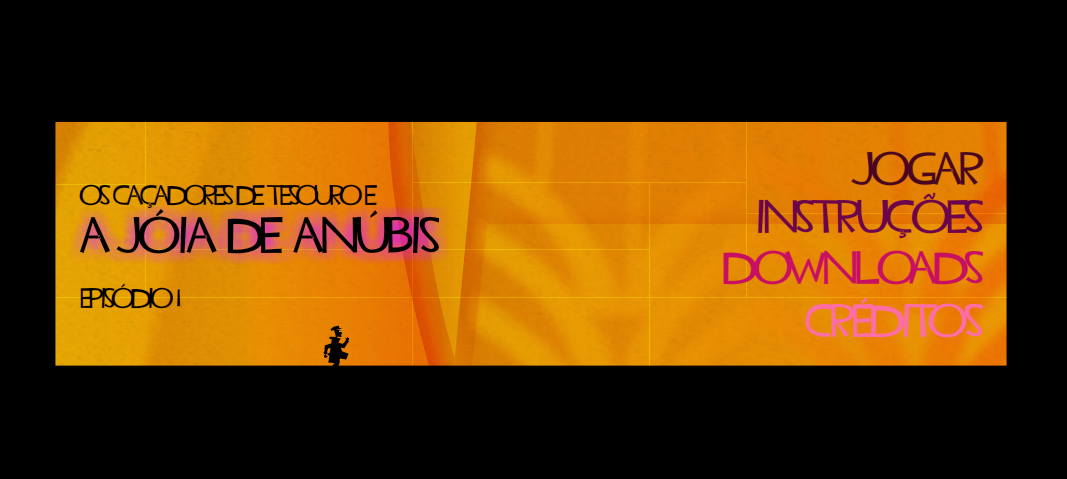 OS CAÇADORES DE TESOURO E
A JÓIA DE ANÚBIS
EPISÓDIO I
JOGAR
INSTRUÇÕES
DOWNLOADS
CRÉDITOS